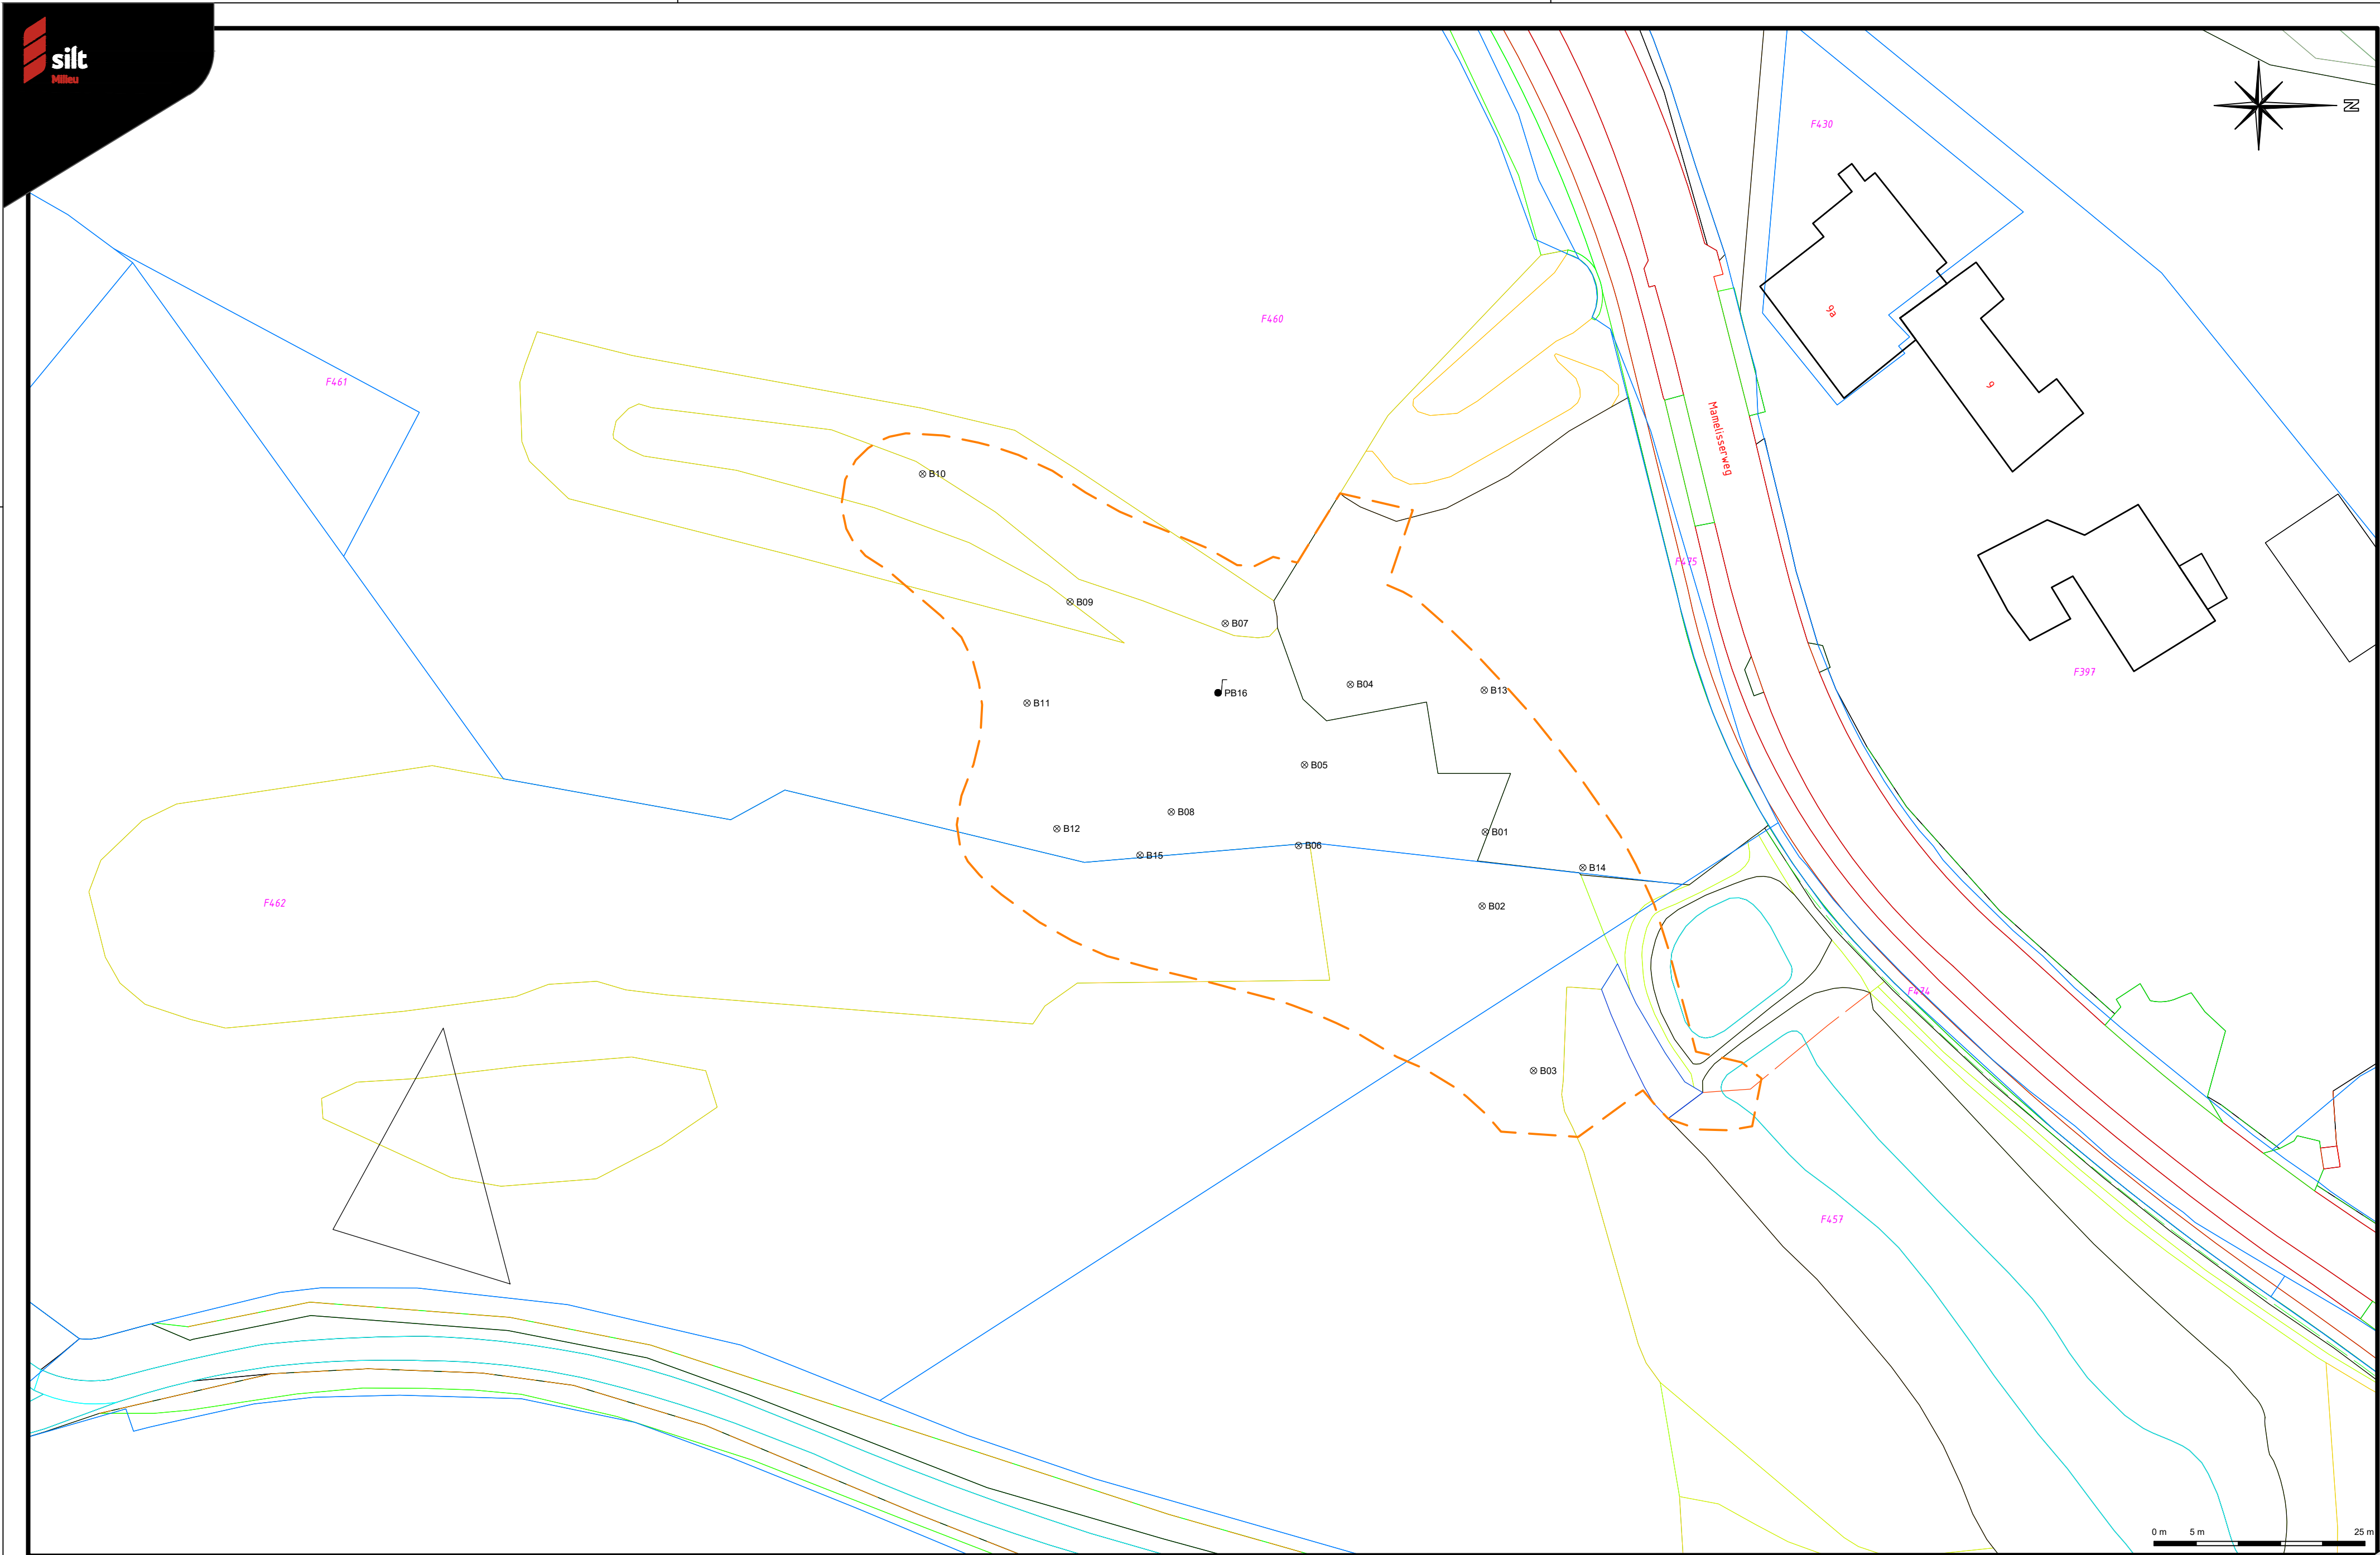 silt
Milieu
N
F430
F460
9a
F461
9
Mamelisserweg
B10
F475
B09
B07
F397
B04
B13
PB16
B11
B05
B08
B12
B01
B06
B15
B14
F462
B02
F474
B03
F457
0 m 5 m 25 m